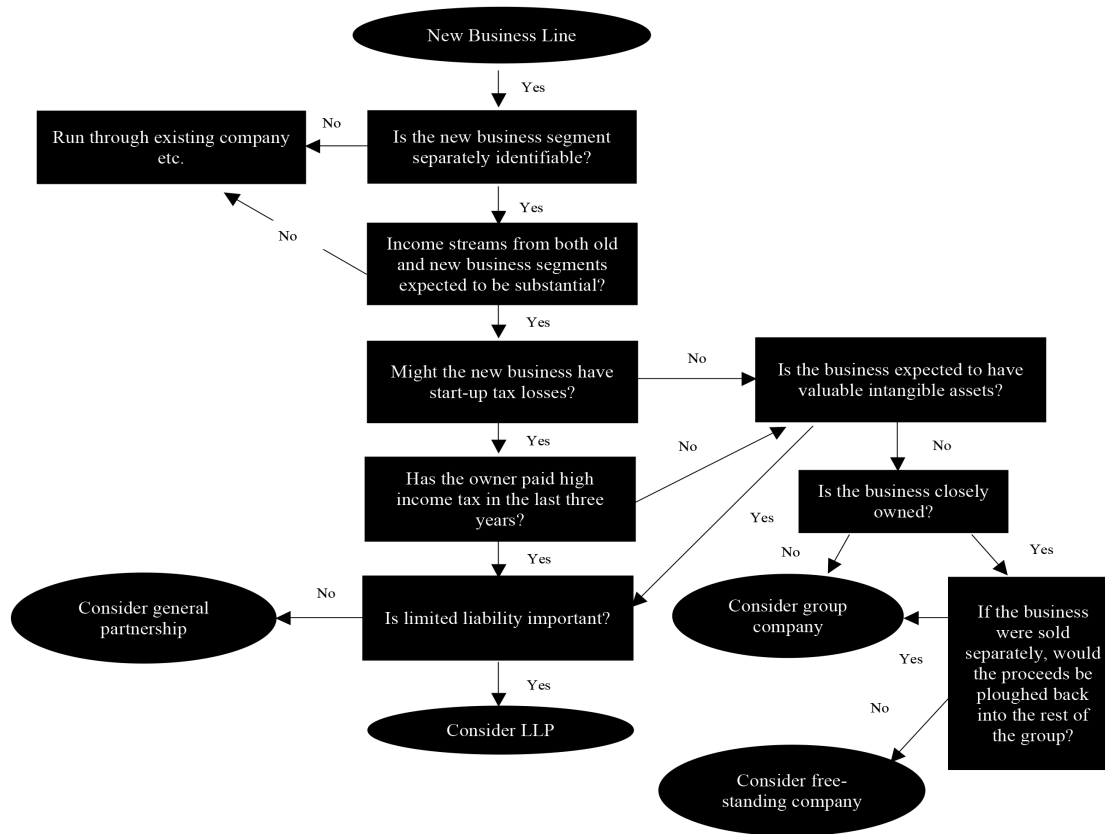 New Business Line
Yes
No
Run through existing company
etc.
Is the new business segment
separately identifiable?
Yes
No
Income streams from both old
and new business segments
expected to be substantial?
Yes
Might the new business have
start-up tax losses?
No
Is the business expected to have
valuable intangible assets?
Yes
No
No
Has the owner paid high
income tax in the last three
years?
Is the business closely
owned?
Yes
Yes
No
Yes
Consider general
partnership
No
Is limited liability important?
Consider group
company
If the business
were sold
separately, would
the proceeds be
ploughed back
into the rest of
the group?
Yes
Yes
No
Consider LLP
Consider free-
standing company